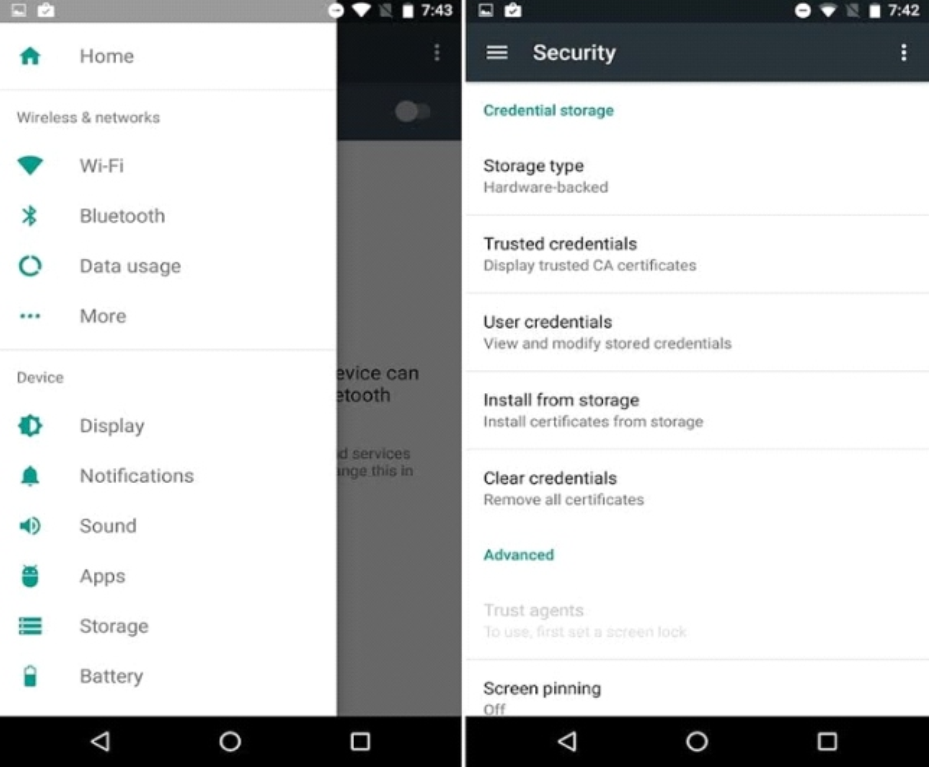 7:43
Home
Wireless & networks
Wi-Fi
Bluetooth
Data usage
More
Device
Display
Notifications
Sound
Apps
Storage
Battery
evice can
etooth
d services
ange this in
7:42
Security
Credential storage
Storage type
Hardware-backed
Trusted credentials
Display trusted CA certificates
User credentials
View and modify stored credentials
Install from storage
Install certificates from storage
Clear credentials
Remove all certificates
Advanced
Trust agents
To use, first set a screen lock
Screen pinning
Off